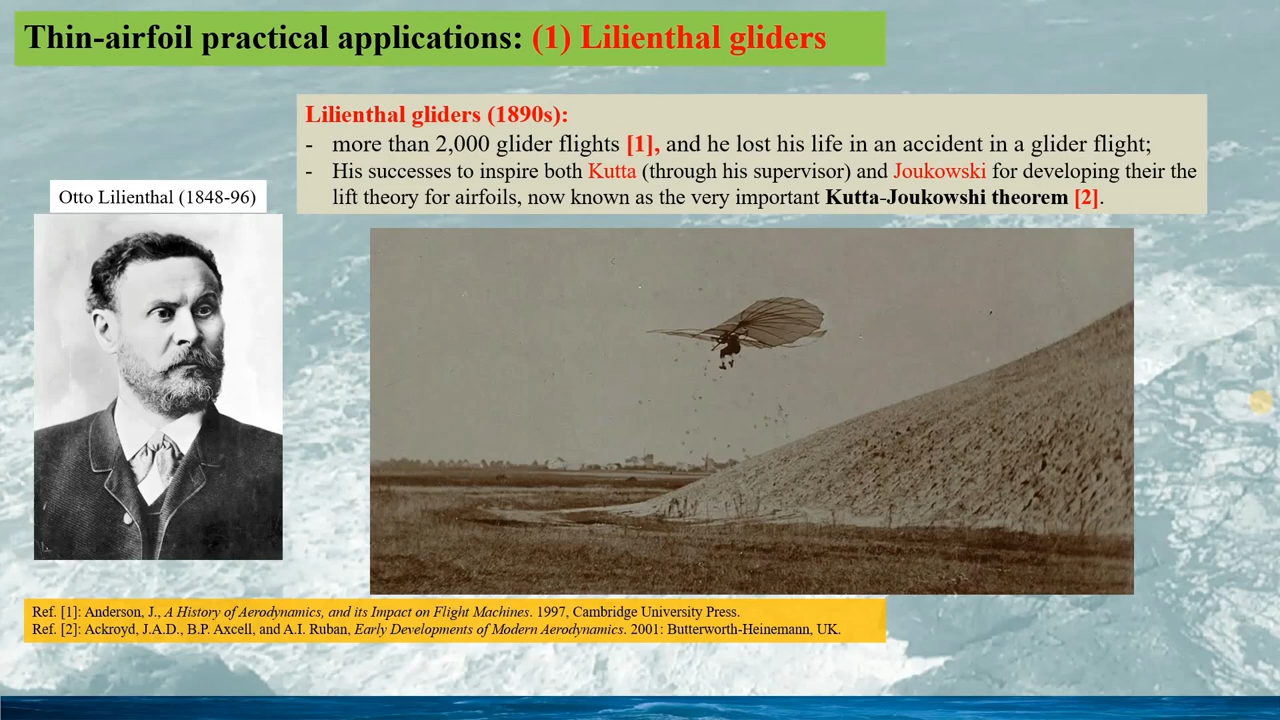 Thin-airfoil practical applications: (1) Lilienthal gliders
Lilienthal gliders (1890s):
- more than 2,000 glider flights [1], and he lost his life in an accident in a glider flight;
- His successes to inspire both Kutta (through his supervisor) and Joukowski for developing their the
lift theory for airfoils, now known as the very important Kutta-Joukowshi theorem [2].
Otto Lilienthal (1848-96)
Ref. [1]: Anderson, J., A History of Aerodynamics, and its Impact on Flight Machines. 1997, Cambridge University Press.
Ref. [2]: Ackroyd, J.A.D., B.P. Axcell, and A.I. Ruban, Early Developments of Modern Aerodynamics. 2001: Butterworth-Heinemann, UK.